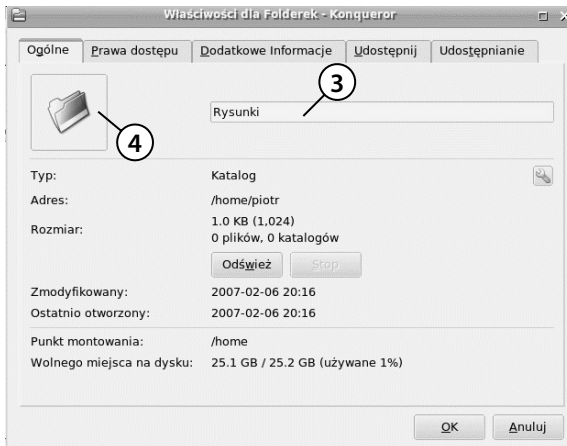 Właściwości dla Folderek - Konqueror
Ogólne Prawa dostępu Dodatkowe Informacje Udostępnij Udostępnianie
3
Rysunki
4
Typ: Katalog
Adres: /home/piotr
Rozmiar: 1.0 KB (1,024)
0 plików, 0 katalogów
Odśwież Stop
Zmodyfikowany: 2007-02-06 20:16
Ostatnio otworzony: 2007-02-06 20:16
Punkt montowania: /home
Wolnego miejsca na dysku: 25.1 GB / 25.2 GB (używane 1%)
OK Anuluj